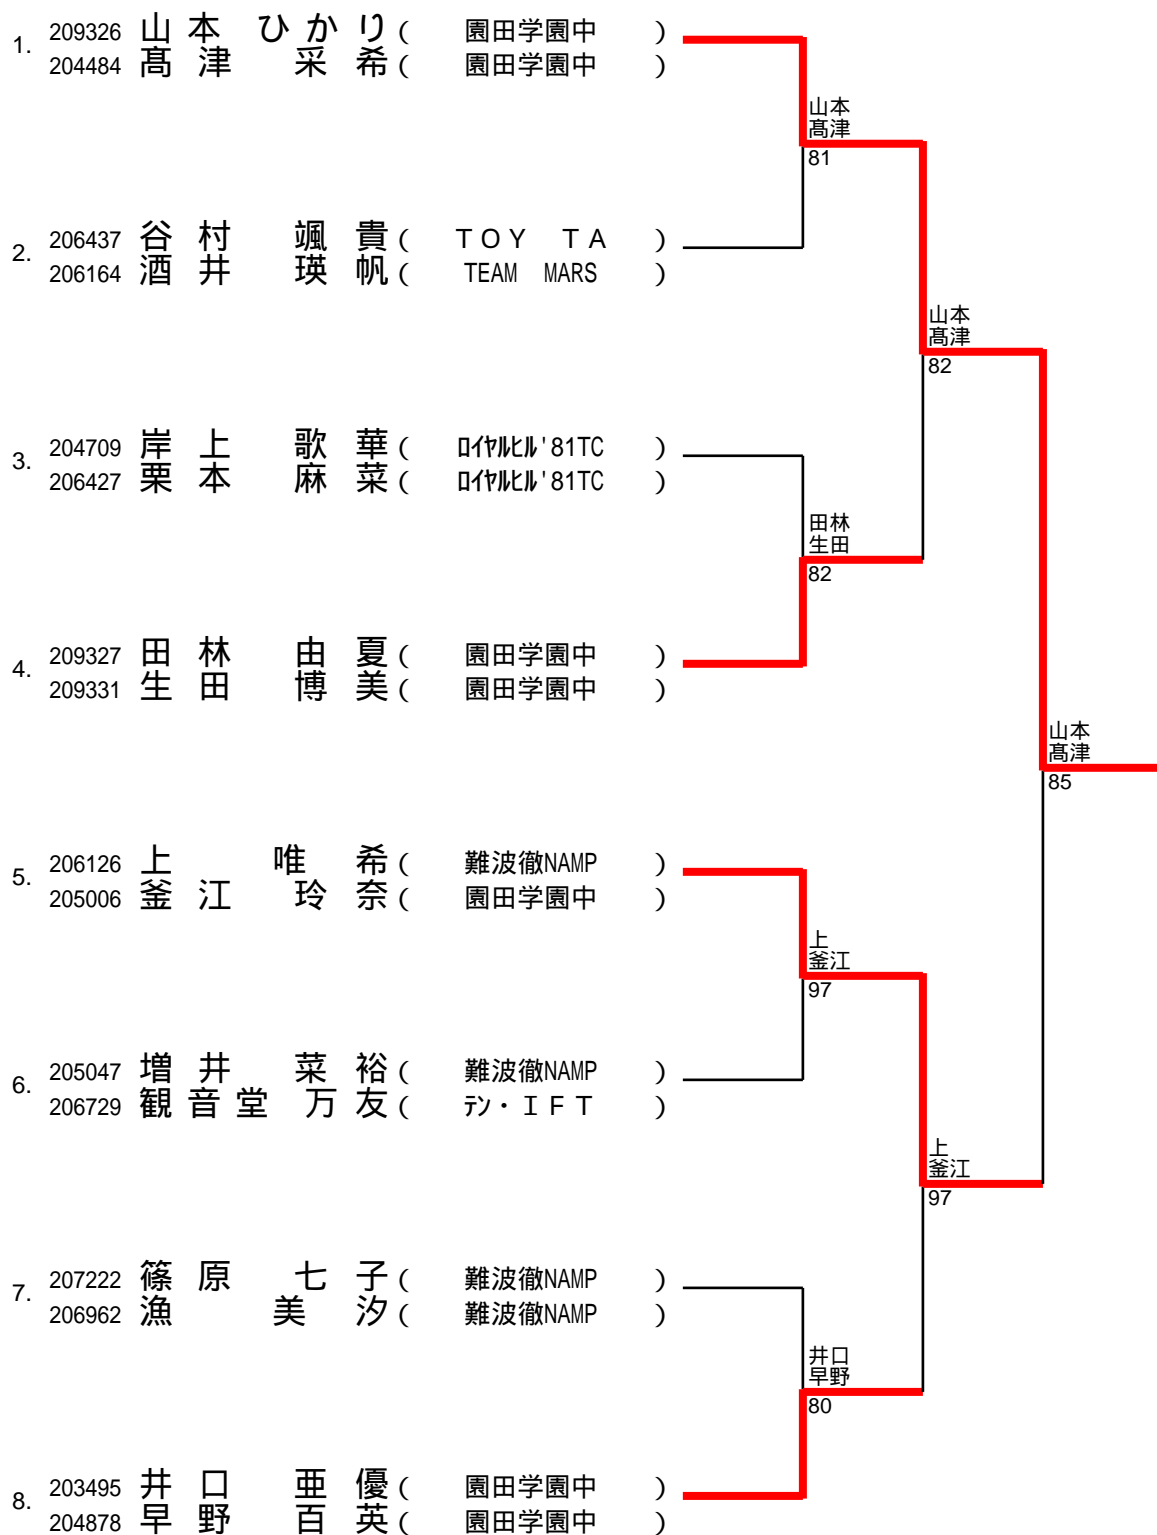 1. 209326 山本 ひかり ( 園田学園中 )
204484 髙津 采希 ( 園田学園中 )
山本
髙津
81
2. 206437 谷村 颯貴 ( ＴＯＹ ＴＡ )
206164 酒井 瑛帆 ( TEAM MARS )
山本
髙津
82
3. 204709 岸上 歌華 ( ﾛｲﾔﾙﾋﾙ'81TC )
206427 栗本 麻菜 ( ﾛｲﾔﾙﾋﾙ'81TC )
田林
生田
82
4. 209327 田林 由夏 ( 園田学園中 )
209331 生田 博美 ( 園田学園中 )
山本
髙津
85
5. 206126 上 唯希 ( 難波徹NAMP )
205006 釜江 玲奈 ( 園田学園中 )
上
釜江
97
6. 205047 増井 菜裕 ( 難波徹NAMP )
206729 観音堂 万友 ( ﾃﾝ・ＩＦＴ )
上
釜江
97
7. 207222 篠原 七子 ( 難波徹NAMP )
206962 漁 美汐 ( 難波徹NAMP )
井口
早野
80
8. 203495 井口 亜優 ( 園田学園中 )
204878 早野 百英 ( 園田学園中 )